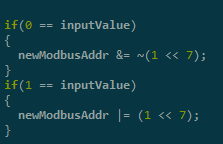 if(0 == inputValue)
{
  newModbusAddr &= ~(1 << 7);
}
if(1 == inputValue)
{
  newModbusAddr |= (1 << 7);
}